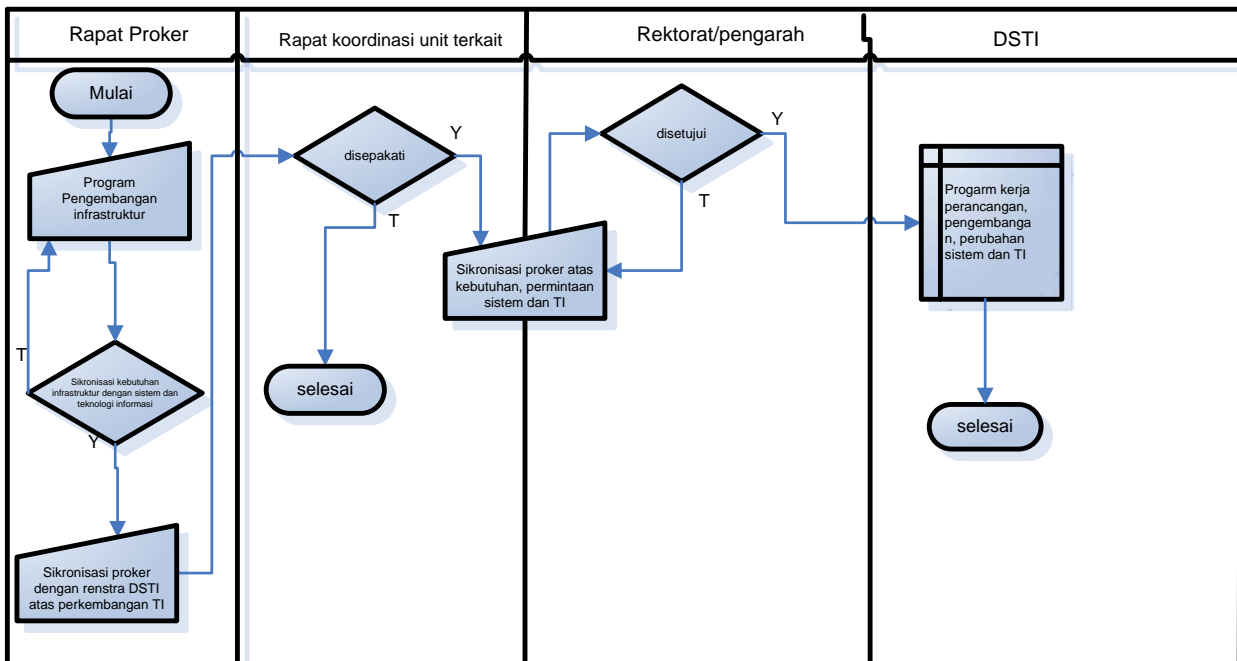 Rapat Proker
Rapat koordinasi unit terkait
Rektorat/pengarah
DSTI
Mulai
Program
Pengembangan
infrastruktur
T
Sikronisasi kebutuhan
infrastruktur dengan sistem dan
teknologi informasi
Y
Sikronisasi proker
dengan renstra DSTI
atas perkembangan TI
disepakati
Y
T
selesai
Sikronisasi proker atas
kebutuhan, permintaan
sistem dan TI
disetujui
Y
T
Progarm kerja
perancangan,
pengembanga
n, perubahan
sistem dan TI
selesai